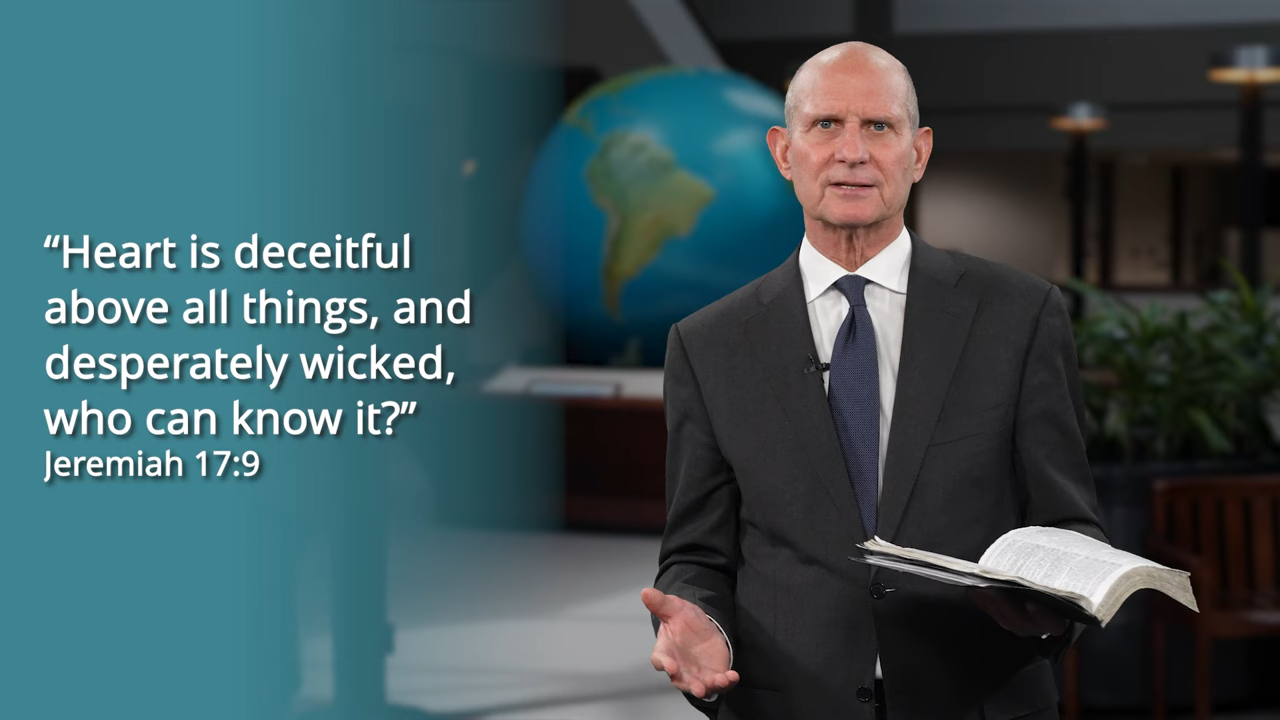 “Heart is deceitful
above all things, and
desperately wicked,
who can know it?”
Jeremiah 17:9